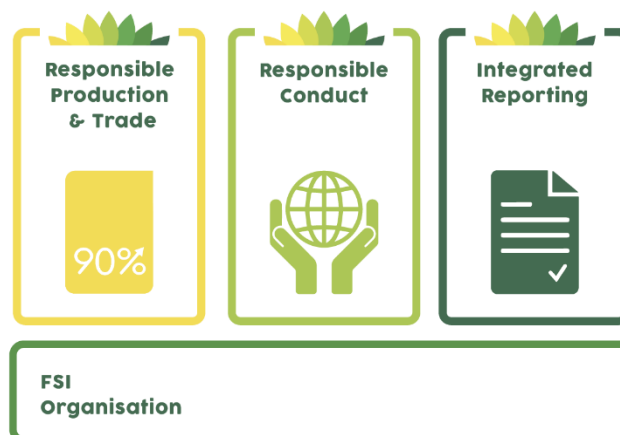 Responsible
Production
& Trade
90%
Responsible
Conduct
Integrated
Reporting
FSI
Organisation